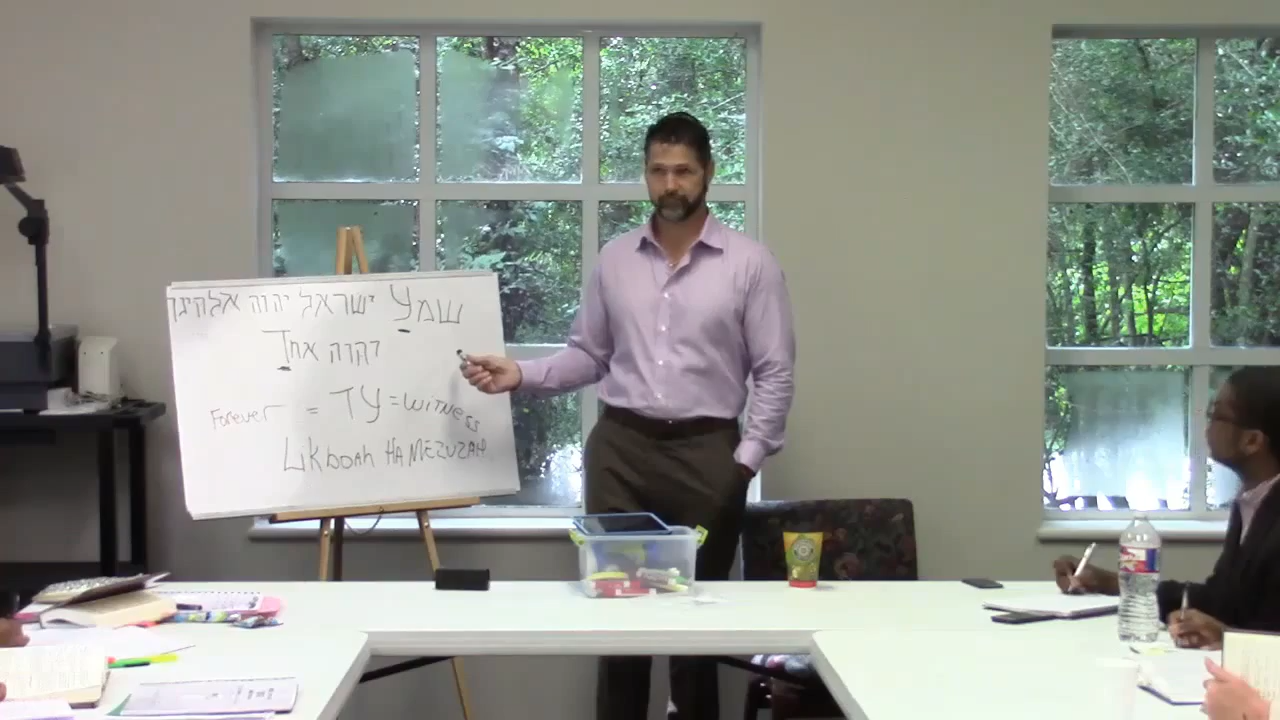 שמע ישראל יהוה אלהינו
יהוה אחד
Forever = עד = WITNESS
Likboah HA MEZUZAH